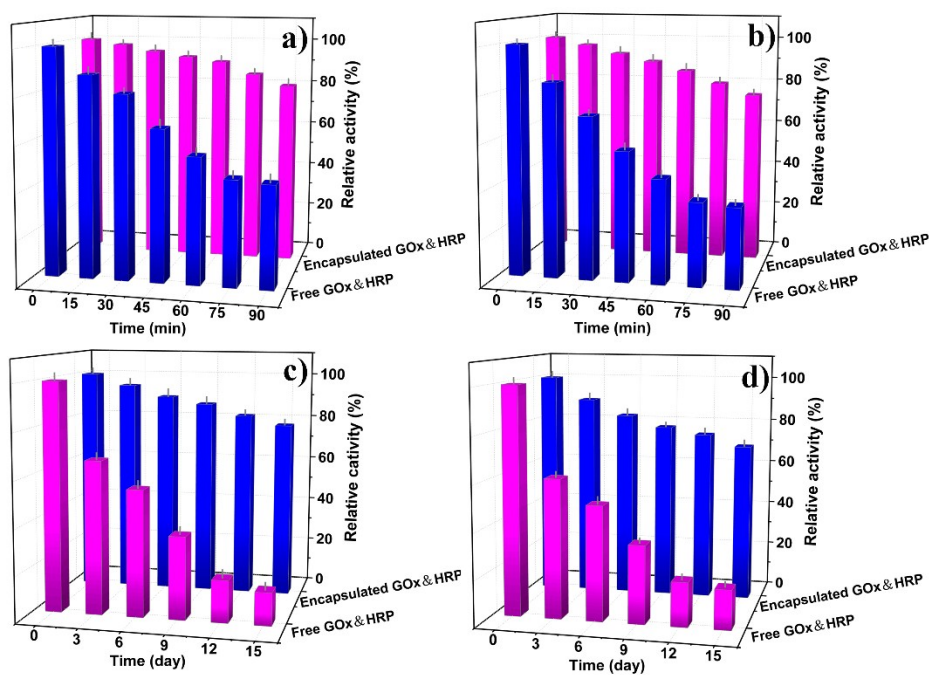 a)
100
80
60
40
20
0
Relative activity (%)
Encapsulated GOx&HRP
Free GOx&HRP
0 15 30 45 60 75 90
Time (min)
b)
100
80
60
40
20
0
Relative activity (%)
Encapsulated GOx&HRP
Free GOx&HRP
0 15 30 45 60 75 90
Time (min)
c)
100
80
60
40
20
0
Relative cativity (%)
Encapsulated GOx&HRP
Free GOx&HRP
0 3 6 9 12 15
Time (day)
d)
100
80
60
40
20
0
Relative activity (%)
Encapsulated GOx&HRP
Free GOx&HRP
0 3 6 9 12 15
Time (day)